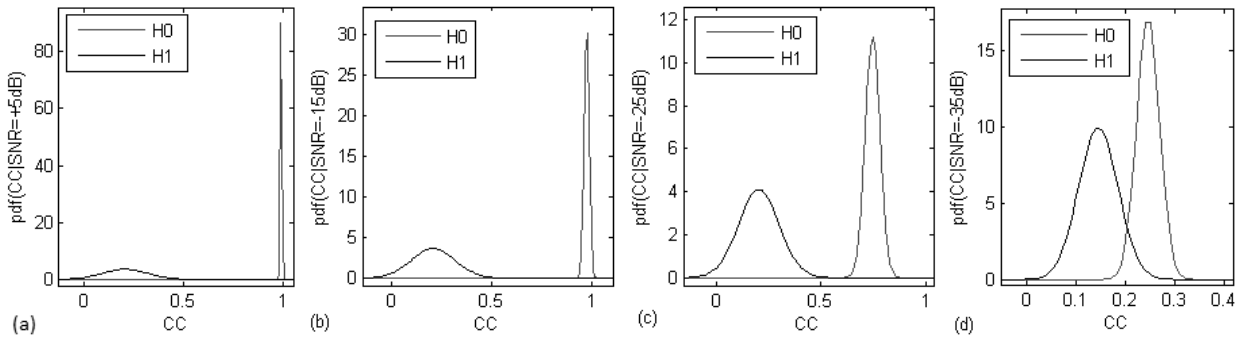 pdf(CC|SNR=+5dB)
80
60
40
20
0
H0
H1
0
0.5
1
CC
(a)
pdf(CC|SNR=-15dB)
30
25
20
15
10
5
0
H0
H1
0
0.5
1
CC
(b)
pdf(CC|SNR=-25dB)
12
10
8
6
4
2
0
H0
H1
0
0.5
1
CC
(c)
pdf(CC|SNR=-35dB)
15
10
5
0
H0
H1
0
0.1
0.2
0.3
0.4
CC
(d)